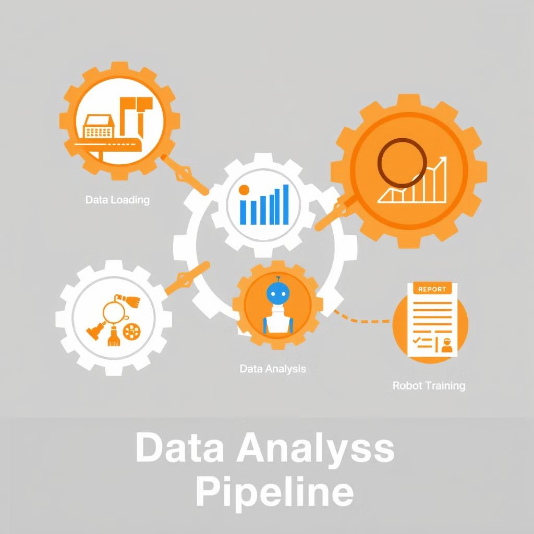 Data Loading
REPORT
Data Analysis
Robot Training
Data Analyss
Pipeline